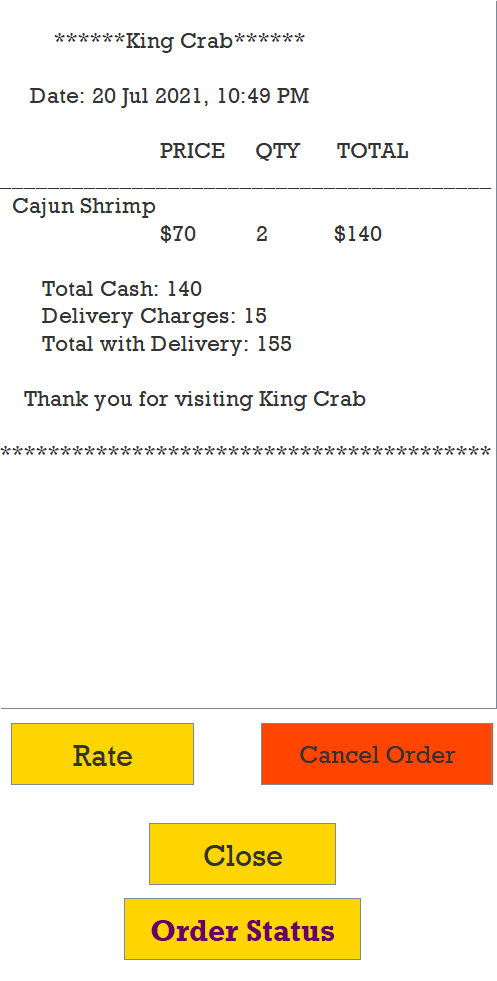 ******King Crab******
Date: 20 Jul 2021, 10:49 PM
PRICE QTY TOTAL
_________________________________________
Cajun Shrimp
$70 2 $140
Total Cash: 140
Delivery Charges: 15
Total with Delivery: 155
Thank you for visiting King Crab
*****************************************
Rate Cancel Order
Close
Order Status